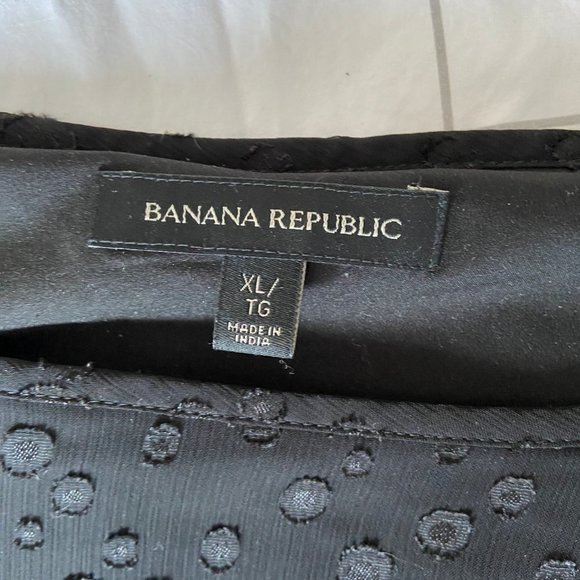 BANANA REPUBLIC
XL/
TG
MADE IN
INDIA